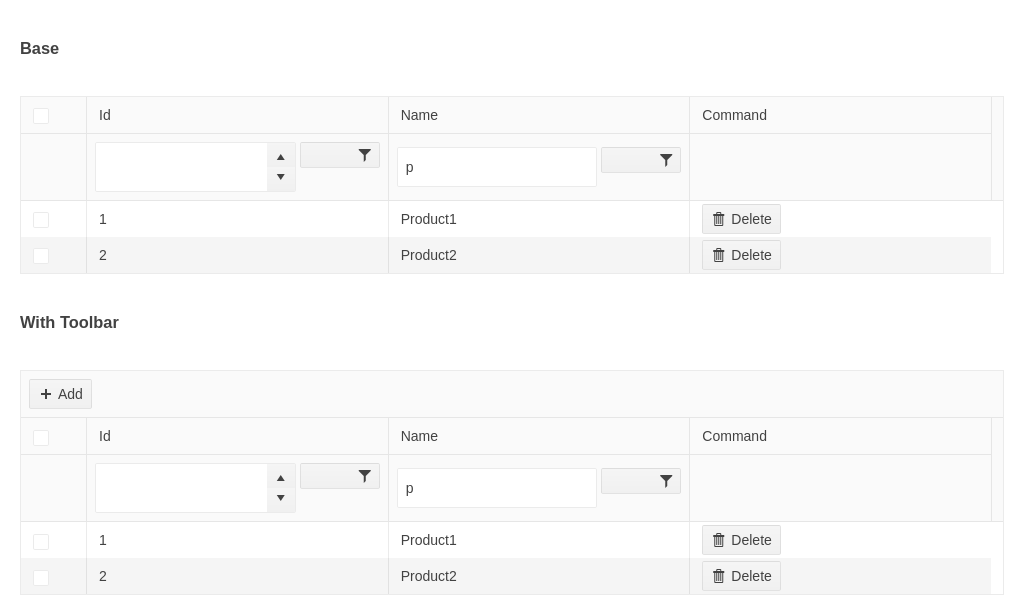 Base
Id Name Command
p
1 Product1 Delete
2 Product2 Delete
With Toolbar
Add
Id Name Command
p
1 Product1 Delete
2 Product2 Delete